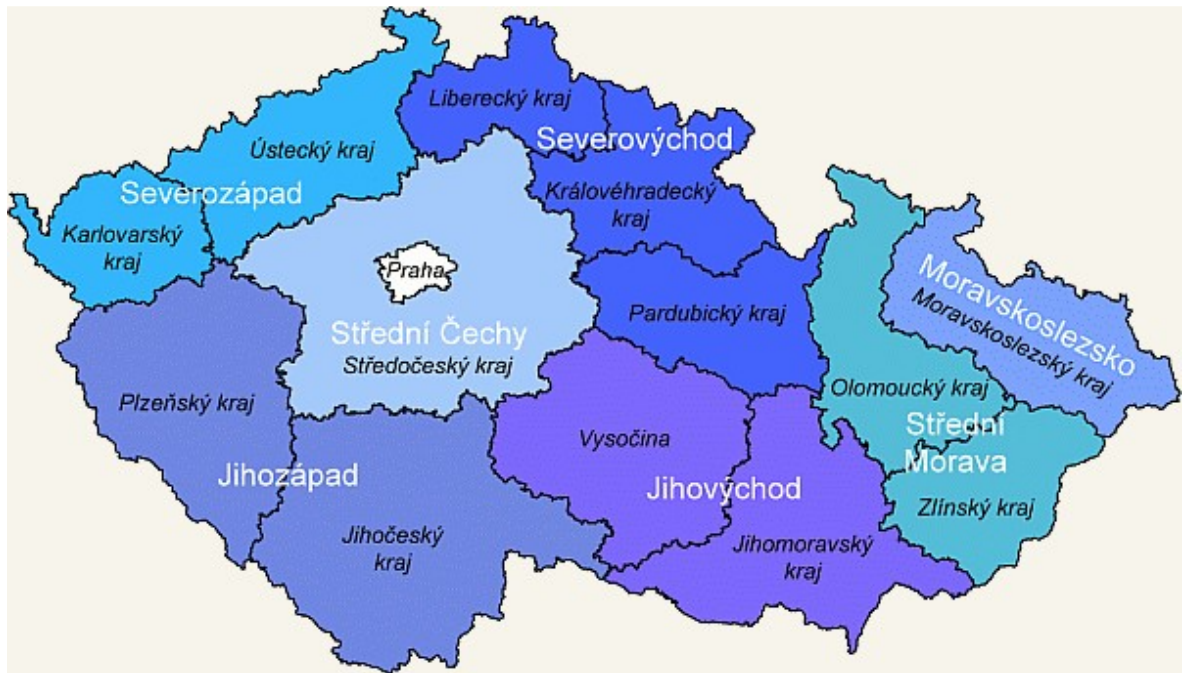 Liberecký kraj
Severovýchod
Ústecký kraj
Severozápad
Královéhradecký
kraj
Karlovarský
kraj
Praha
Moravskoslezsko
Moravskoslezský kraj
Pardubický kraj
Střední Čechy
Středočeský kraj
Plzeňský kraj
Olomoucký kraj
Střední
Morava
Vysočina
Jihozápad
Jihovýchod
Zlínský kraj
Jihočeský
kraj
Jihomoravský
kraj